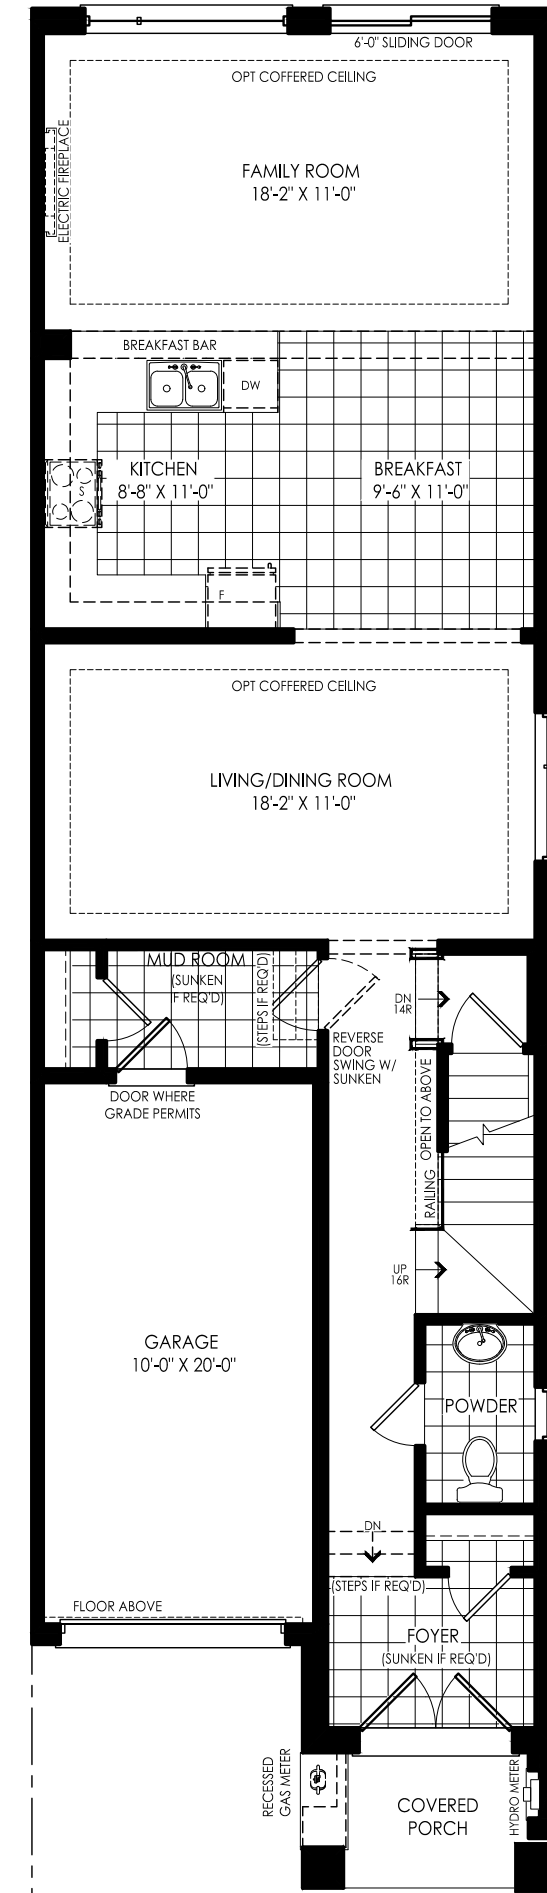 6'-0" SLIDING DOOR
OPT COFFERED CEILING
ELECTRIC FIREPLACE
FAMILY ROOM
18'-2" X 11'-0"
BREAKFAST BAR
DW
KITCHEN
8'-8" X 11'-0"
S
BREAKFAST
9'-6" X 11'-0"
F
OPT COFFERED CEILING
LIVING/DINING ROOM
18'-2" X 11'-0"
MUD ROOM
(SUNKEN
IF REQ'D)
(STEPS IF REQ'D)
DN
14R
REVERSE
DOOR
SWING W/
SUNKEN
DOOR WHERE
GRADE PERMITS
RAILING OPEN TO ABOVE
UP
16R
GARAGE
10'-0" X 20'-0"
POWDER
DN
(STEPS IF REQ'D)
FLOOR ABOVE
FOYER
(SUNKEN IF REQ'D)
RECESSED
GAS METER
COVERED
PORCH
HYDRO METER